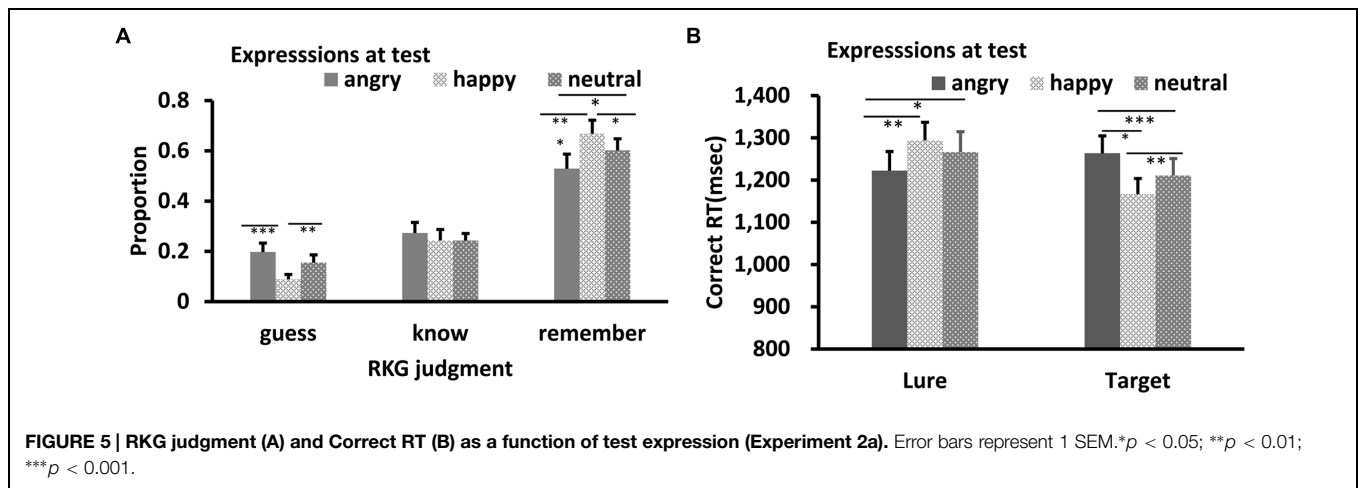 A
Expresssions at test
angry happy neutral
0.8
0.6
0.4
0.2
0
Proportion
*
** *
*
*** **
guess know remember
RKG judgment
B
Expresssions at test
angry happy neutral
1,400
1,300
1,200
1,100
1,000
900
800
Correct RT(msec)
*
**
***
*
**
Lure Target
FIGURE 5 | RKG judgment (A) and Correct RT (B) as a function of test expression (Experiment 2a). Error bars represent 1 SEM.*p < 0.05; **p < 0.01;
***p < 0.001.